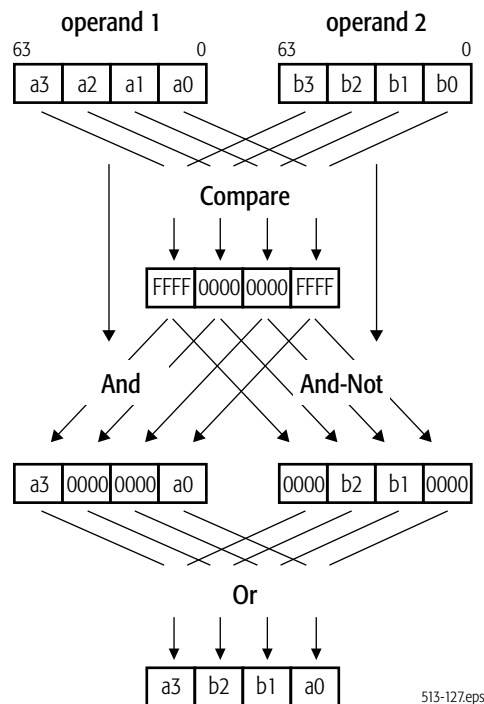 operand 1 operand 2
63 0 63 0
a3 a2 a1 a0 b3 b2 b1 b0
Compare
FFFF 0000 0000 FFFF
And And-Not
a3 0000 0000 a0 0000 b2 b1 0000
Or
a3 b2 b1 a0
513-127.eps